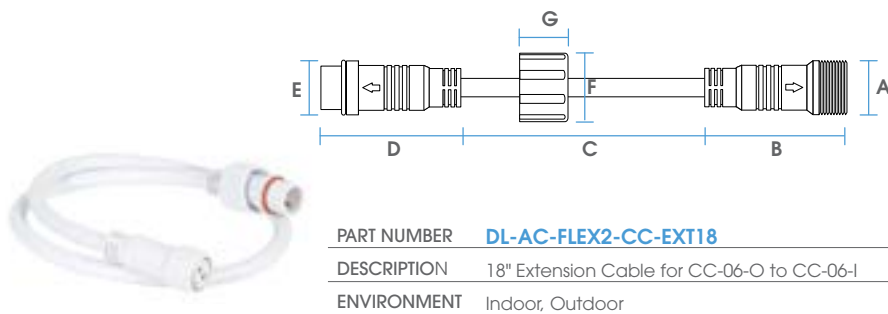 G
E
F
A
D
C
B
PART NUMBER DL-AC-FLEX2-CC-EXT18
DESCRIPTION 18" Extension Cable for CC-06-O to CC-06-I
ENVIRONMENT Indoor, Outdoor